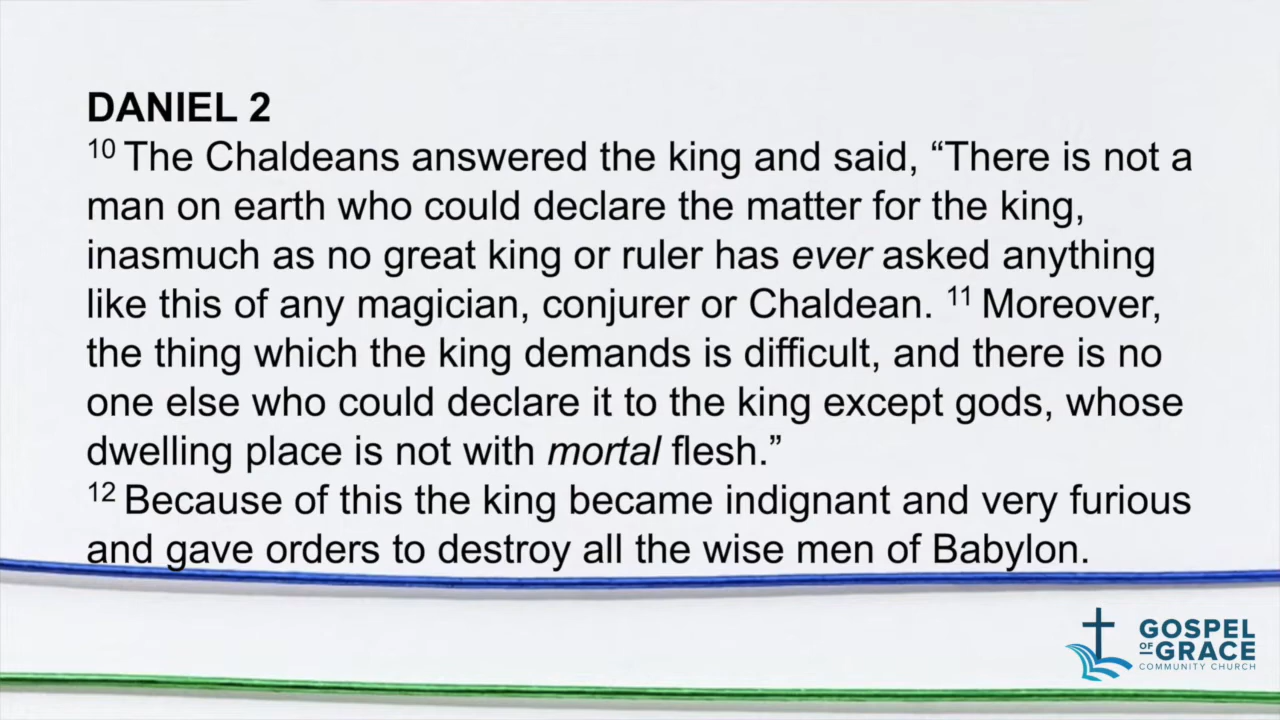 DANIEL 2
10 The Chaldeans answered the king and said, “There is not a
man on earth who could declare the matter for the king,
inasmuch as no great king or ruler has ever asked anything
like this of any magician, conjurer or Chaldean. 11 Moreover,
the thing which the king demands is difficult, and there is no
one else who could declare it to the king except gods, whose
dwelling place is not with mortal flesh.”
12 Because of this the king became indignant and very furious
and gave orders to destroy all the wise men of Babylon.
GOSPEL
OF GRACE
COMMUNITY CHURCH